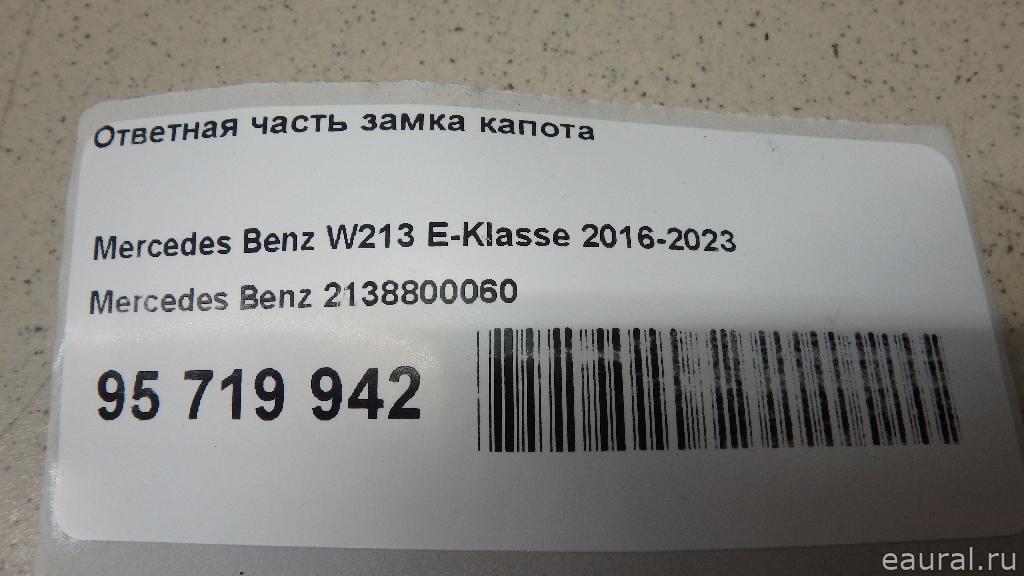 Ответная часть замка капота
Mercedes Benz W213 E-Klasse 2016-2023
Mercedes Benz 2138800060
95 719 942
eaural.ru